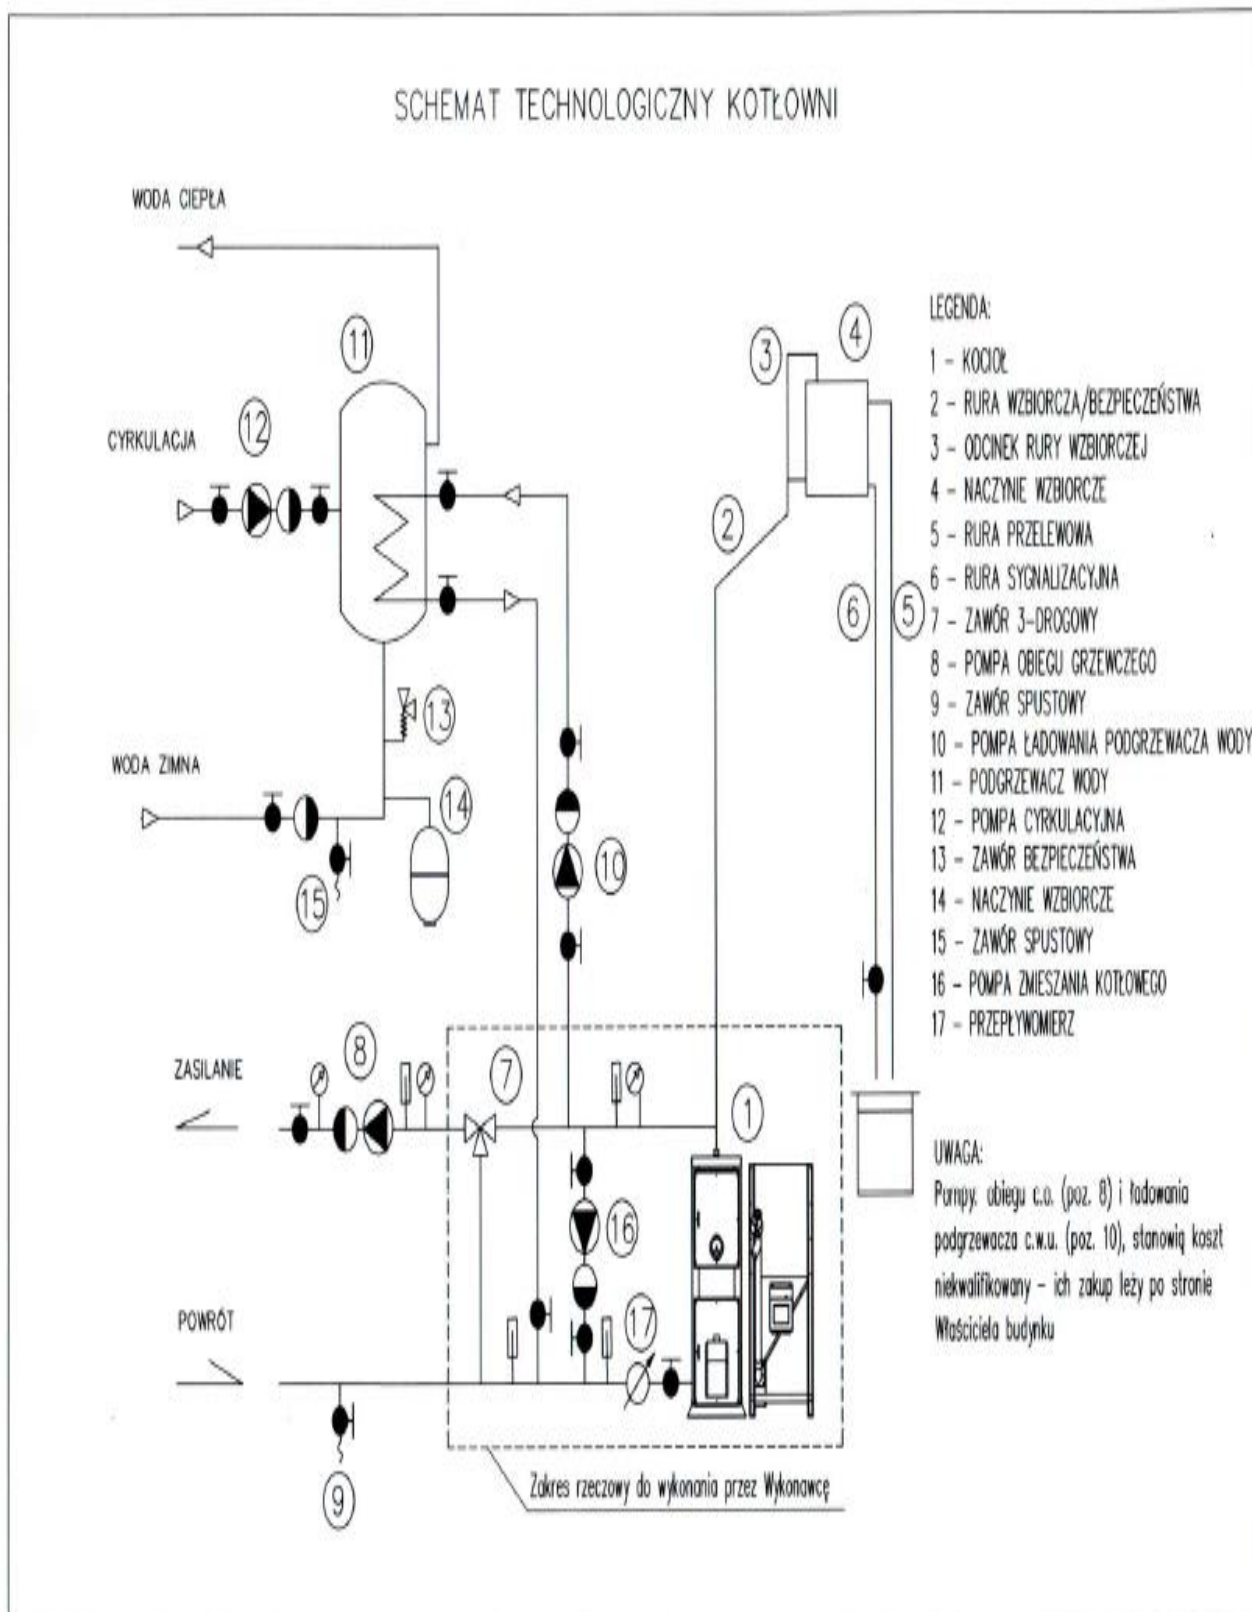 SCHEMAT TECHNOLOGICZNY KOTŁOWNI
WODA CIEPŁA
11
12
CYRKULACJA
13
WODA ZIMNA
14
15
10
3
4
2
6
5
LEGENDA:
1 - KOCIOŁ
2 - RURA WZBIORCZA/BEZPIECZEŃSTWA
3 - ODCINEK RURY WZBIORCZEJ
4 - NACZYNIE WZBIORCZE
5 - RURA PRZELEWOWA
6 - RURA SYGNALIZACYJNA
7 - ZAWÓR 3-DROGOWY
8 - POMPA OBIEGU GRZEWCZEGO
9 - ZAWÓR SPUSTOWY
10 - POMPA ŁADOWANIA PODGRZEWACZA WODY
11 - PODGRZEWACZ WODY
12 - POMPA CYRKULACYJNA
13 - ZAWÓR BEZPIECZEŃSTWA
14 - NACZYNIE WZBIORCZE
15 - ZAWÓR SPUSTOWY
16 - POMPA ZMIESZANIA KOTŁOWEGO
17 - PRZEPŁYWOMIERZ
ZASILANIE
8
7
1
16
17
POWRÓT
9
Zakres rzeczowy do wykonania przez Wykonawcę
UWAGA:
Pompy. obiegu c.o. (poz. 8) i ładowania
podgrzewacza c.w.u. (poz. 10), stanowią koszt
niekwalifikowany - ich zakup leży po stronie
Właściciela budynku